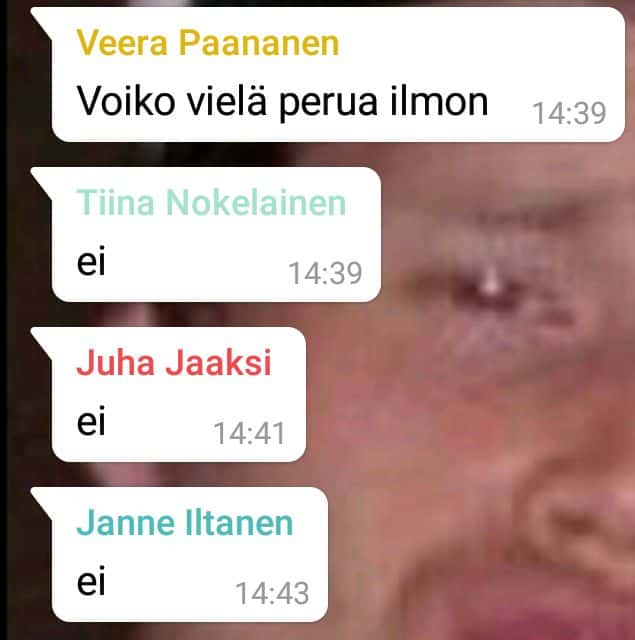 Veera Paananen
Voiko vielä perua ilmon 14:39
Tiina Nokelainen
ei 14:39
Juha Jaaksi
ei 14:41
Janne Iltanen
ei 14:43